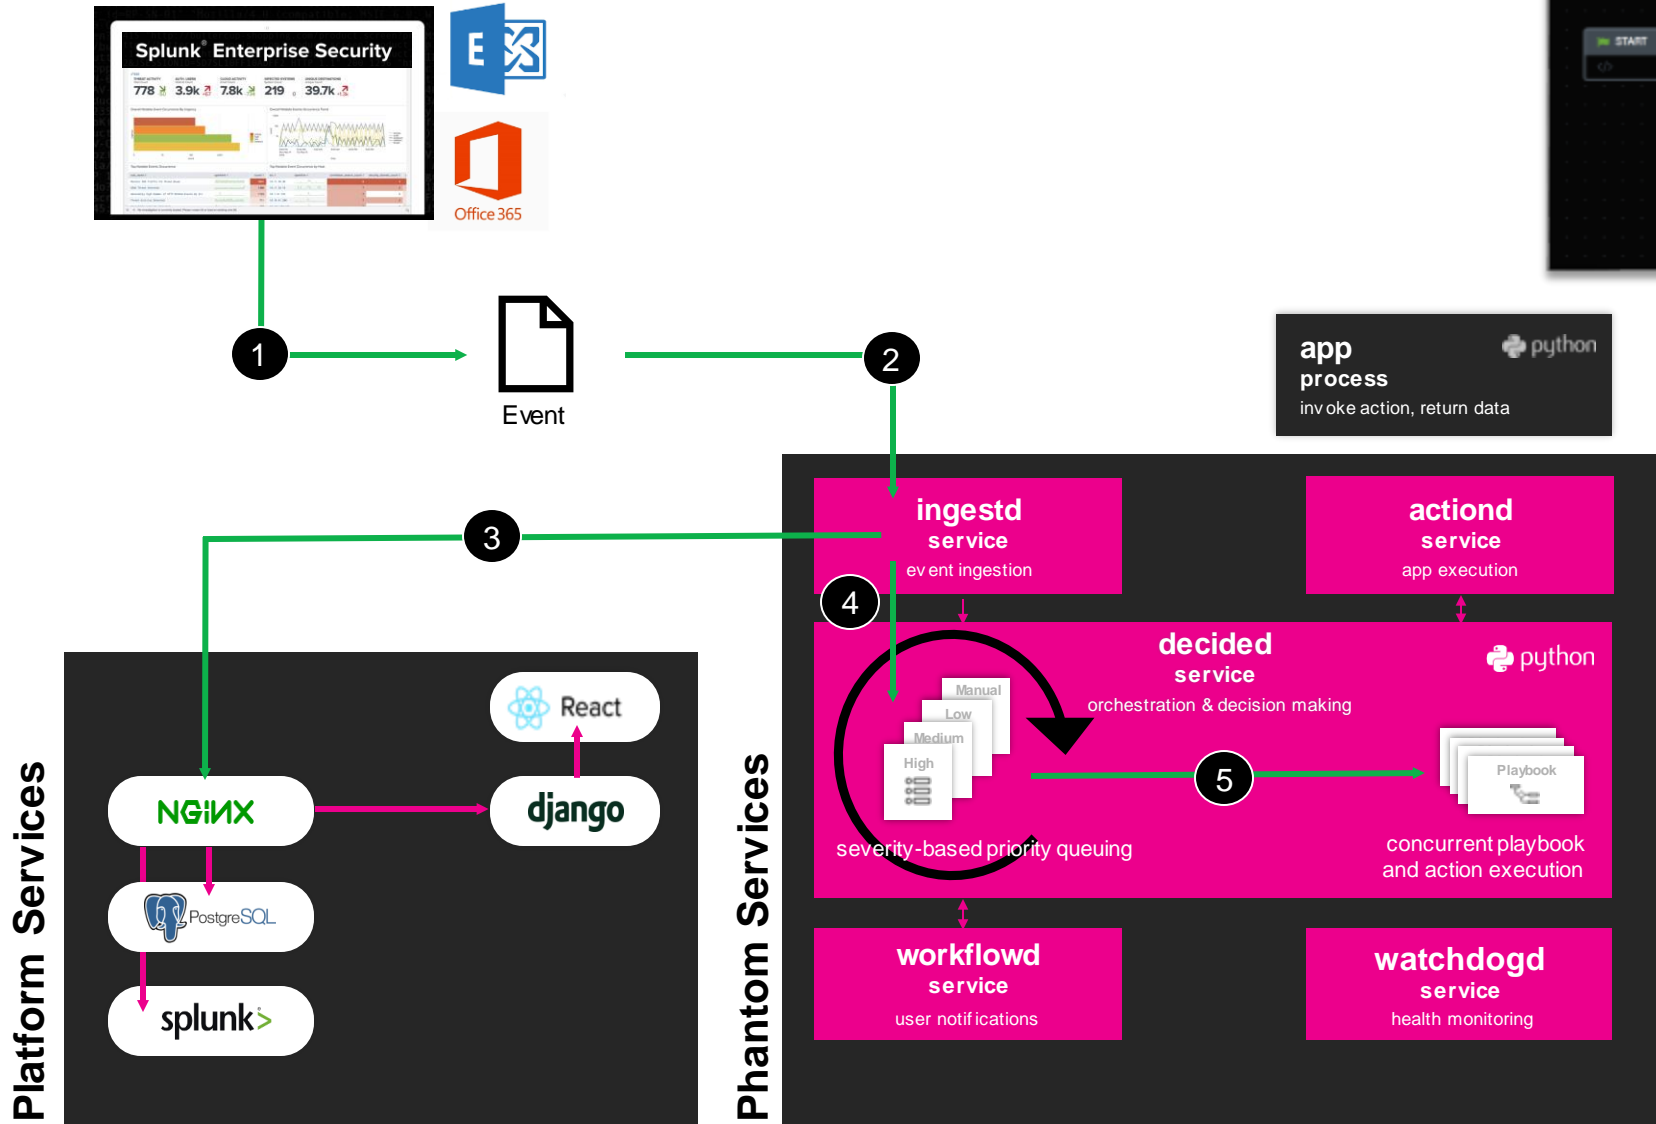 Splunk® Enterprise Security
778
3.9k
7.8k
219
39.7k
E
Office 365
START
1
Event
2
app
process
invoke action, return data
python
3
ingestd
service
event ingestion
4
actiond
service
app execution
decided
service
orchestration & decision making
python
Manual
Low
Medium
High
5
Playbook
severity-based priority queuing
concurrent playbook
and action execution
workflowd
service
user notifications
watchdogd
service
health monitoring
Phantom Services
Platform Services
React
NGINX
django
PostgreSQL
splunk>